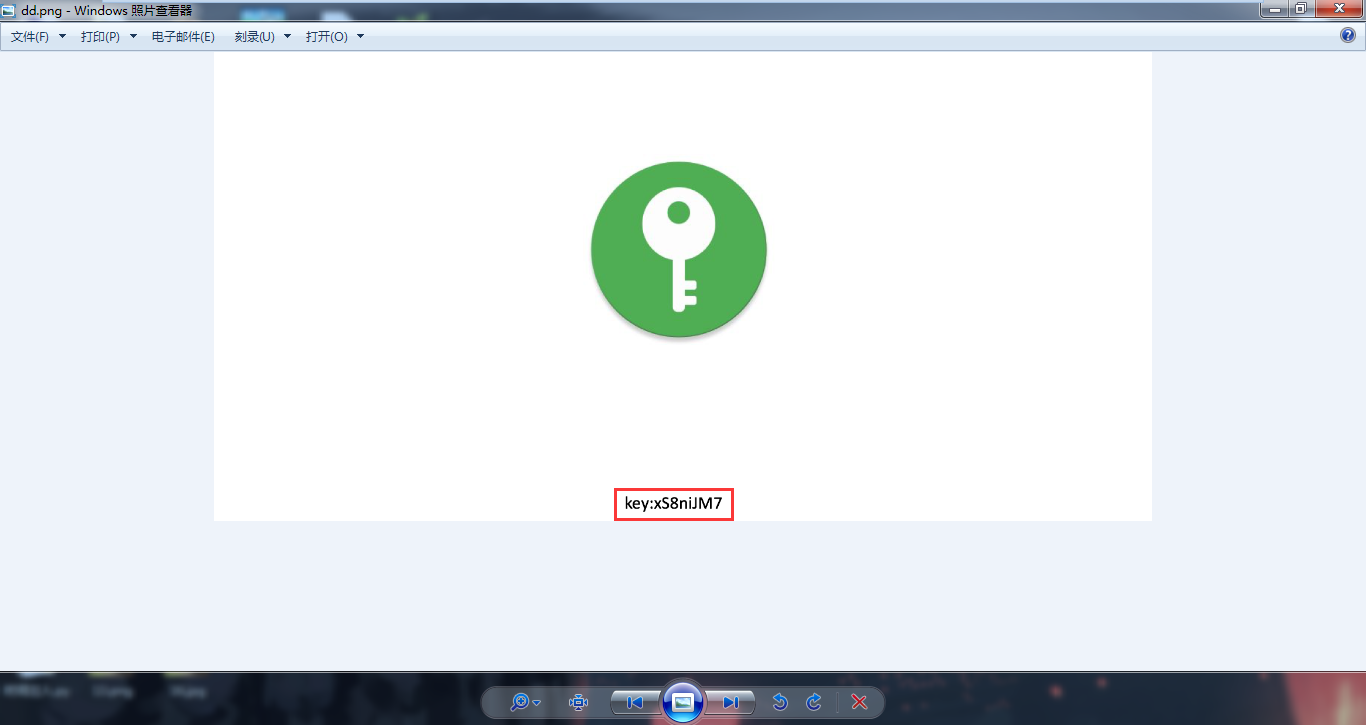 dd.png - Windows 照片查看器
文件(F) 打印(P) 电子邮件(E) 刻录(U) 打开(O)
key:xS8niJM7